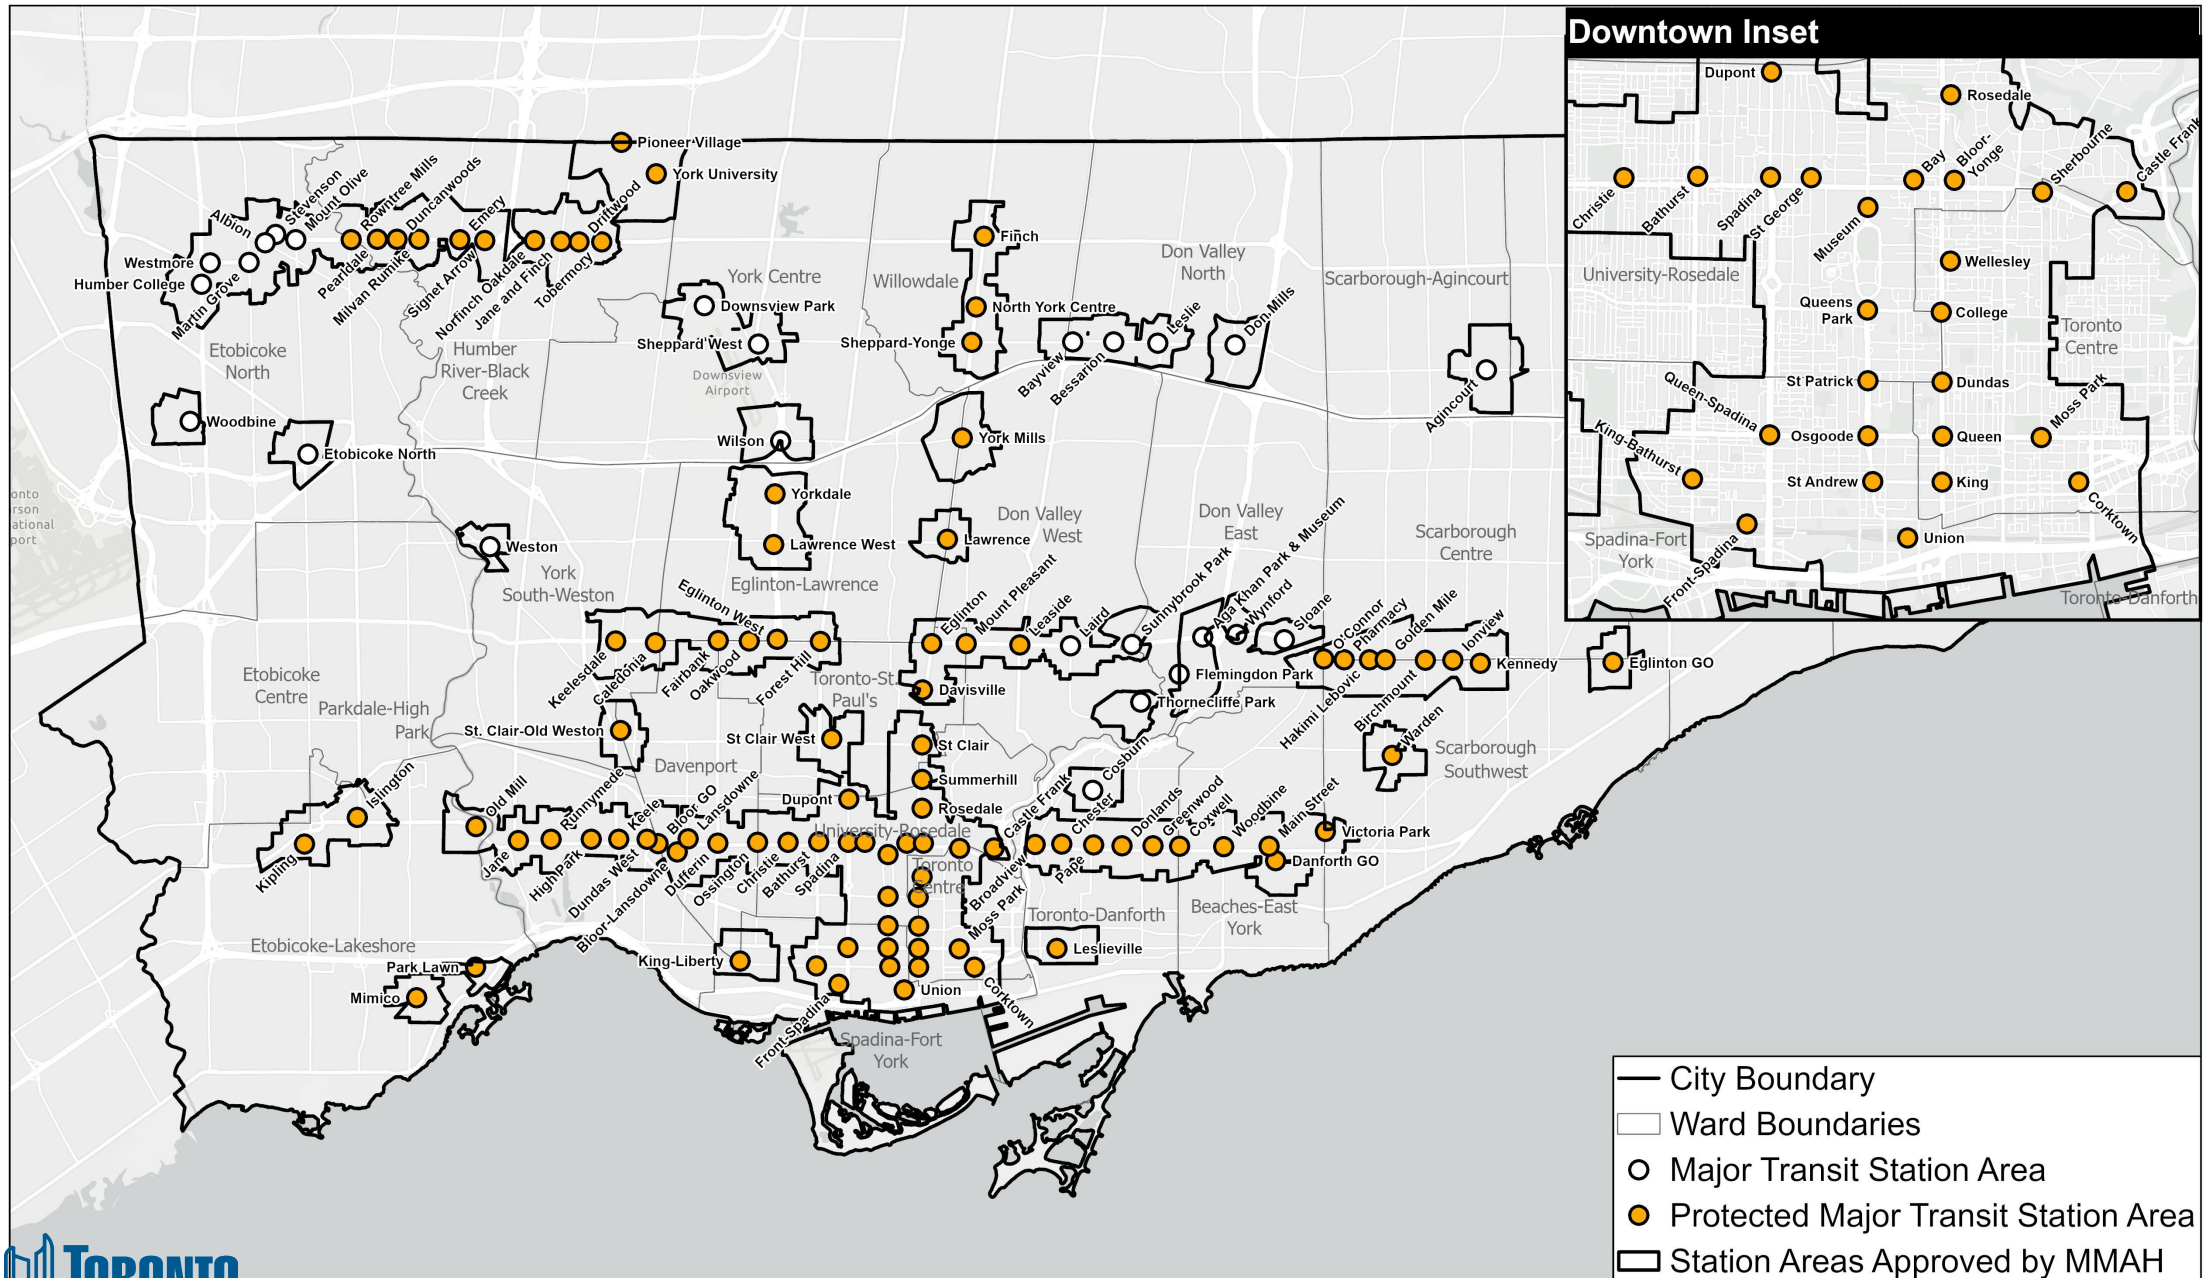 Downtown Inset
Dupont
Rosedale
Christie
Bathurst
Spadina
St George
Museum
Bay
Bloor-
Yonge
Sherbourne
Castle Frank
Wellesley
University-Rosedale
Queens
Park
College
Toronto
Centre
St Patrick
Dundas
Moss Park
Queen-Spadina
Osgoode
Queen
King-Bathurst
St Andrew
King
Corktown
Spadina-Fort
York
Front-Spadina
Union
Toronto-Danforth
Pioneer Village
York University
Stevenson
Mount Olive
Rowntree Mills
Duncanwoods
Emery
Driftwood
Albion
Westmore
Humber College
Martin Grove
Pearldale
Milvan Rumike
Signet Arrow
Norfinch Oakdale
Jane and Finch
Tobermory
Finch
York Centre
Willowdale
Don Valley
North
Scarborough-Agincourt
Downsview Park
Sheppard West
North York Centre
Sheppard-Yonge
Bayview
Bessarion
Leslie
Don Mills
Etobicoke
North
Humber
River-Black
Creek
Downsview
Airport
Agincourt
Woodbine
Etobicoke North
Wilson
York Mills
Yorkdale
onto
rson
ational
port
Weston
York
South-Weston
Lawrence West
Lawrence
Don Valley
West
Don Valley
East
Scarborough
Centre
Eglinton-Lawrence
Eglinton West
Eglinton
Mount Pleasant
Leaside
Laird
Sunnybrook Park
Aga Khan Park & Museum
Wynford
Sloane
O'Connor
Pharmacy
Golden Mile
Ionview
Kennedy
Eglinton GO
Keelesdale
Caledonia
Fairbank
Oakwood
Forest Hill
Toronto-St.
Paul's
Davisville
Flemingdon Park
Thorncliffe Park
Hakimi Lebovic
Birchmount
Warden
Etobicoke
Centre
Parkdale-High
Park
St. Clair-Old Weston
St Clair West
St Clair
Scarborough
Southwest
Davenport
Summerhill
Cosburn
Islington
Old Mill
Runnymede
Keele
Bloor GO
Lansdowne
Dupont
Rosedale
Castle Frank
Chester
Donlands
Greenwood
Coxwell
Woodbine
Main Street
Victoria Park
University-Rosedale
Kipling
Jane
High Park
Dundas West
Bloor-Lansdowne
Dufferin
Ossington
Christie
Bathurst
Spadina
Toronto
Centre
Broadview
Pape
Danforth GO
Moss Park
Toronto-Danforth
Beaches-East
York
Etobicoke-Lakeshore
Park Lawn
Mimico
King-Liberty
Leslieville
Union
Corktown
Front-Spadina
Spadina-Fort
York
City Boundary
Ward Boundaries
Major Transit Station Area
Protected Major Transit Station Area
Station Areas Approved by MMAH
TORONTO